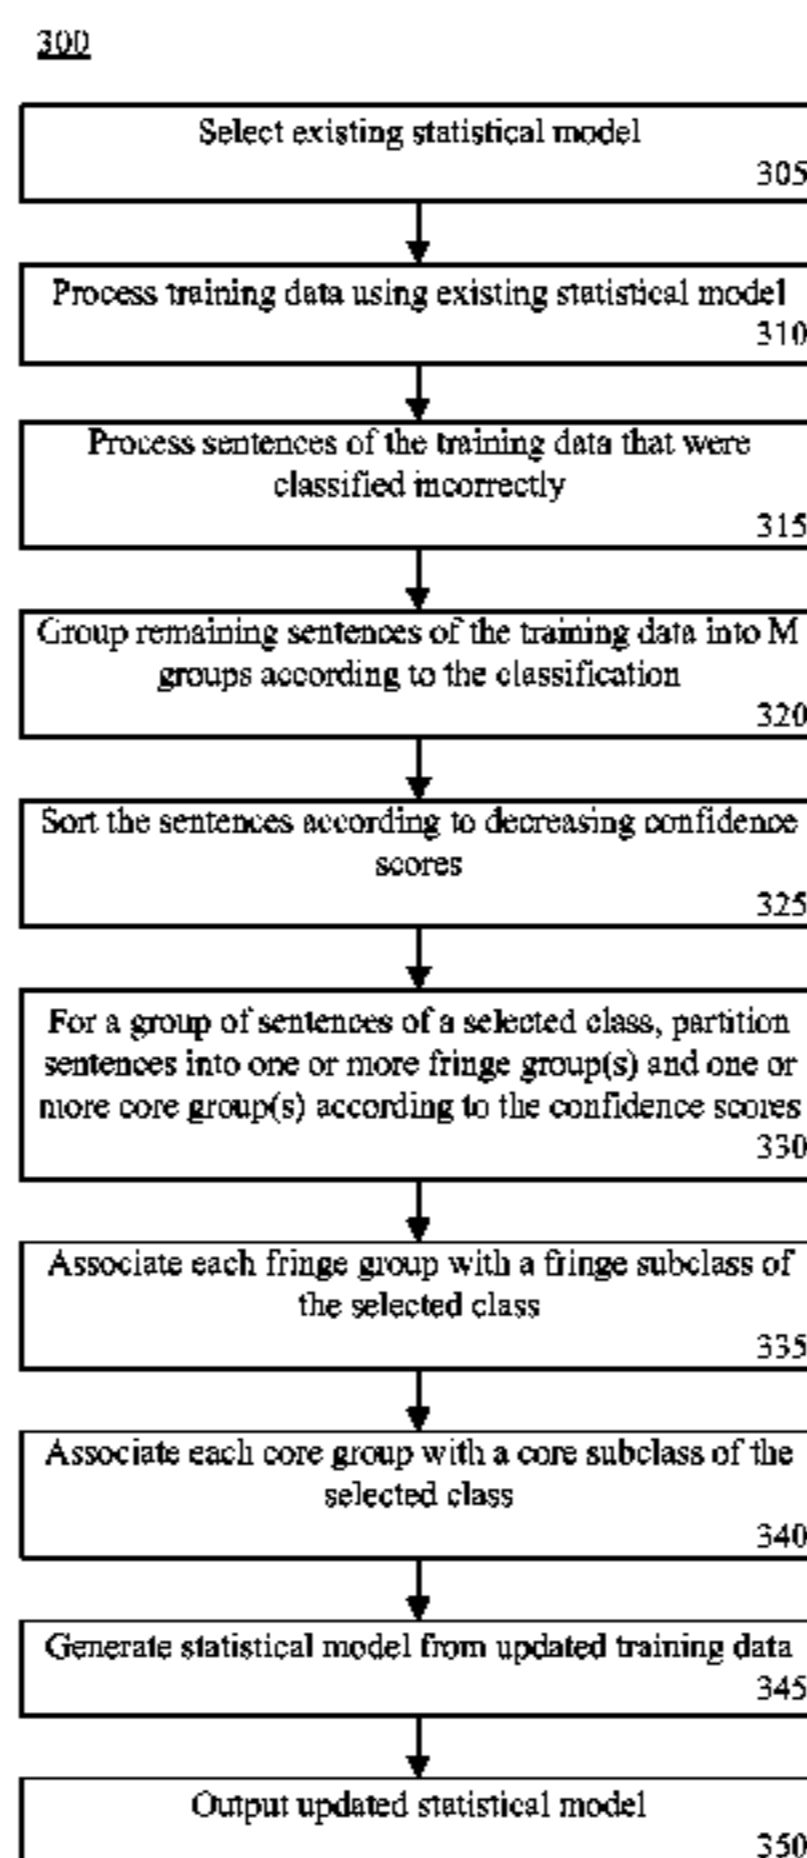 300
Select existing statistical model
305
Process training data using existing statistical model
310
Process sentences of the training data that were
classified incorrectly
315
Group remaining sentences of the training data into M
groups according to the classification
320
Sort the sentences according to decreasing confidence
scores
325
For a group of sentences of a selected class, partition
sentences into one or more fringe group(s) and one or
more core group(s) according to the confidence scores
330
Associate each fringe group with a fringe subclass of
the selected class
335
Associate each core group with a core subclass of the
selected class
340
Generate statistical model from updated training data
345
Output updated statistical model
350